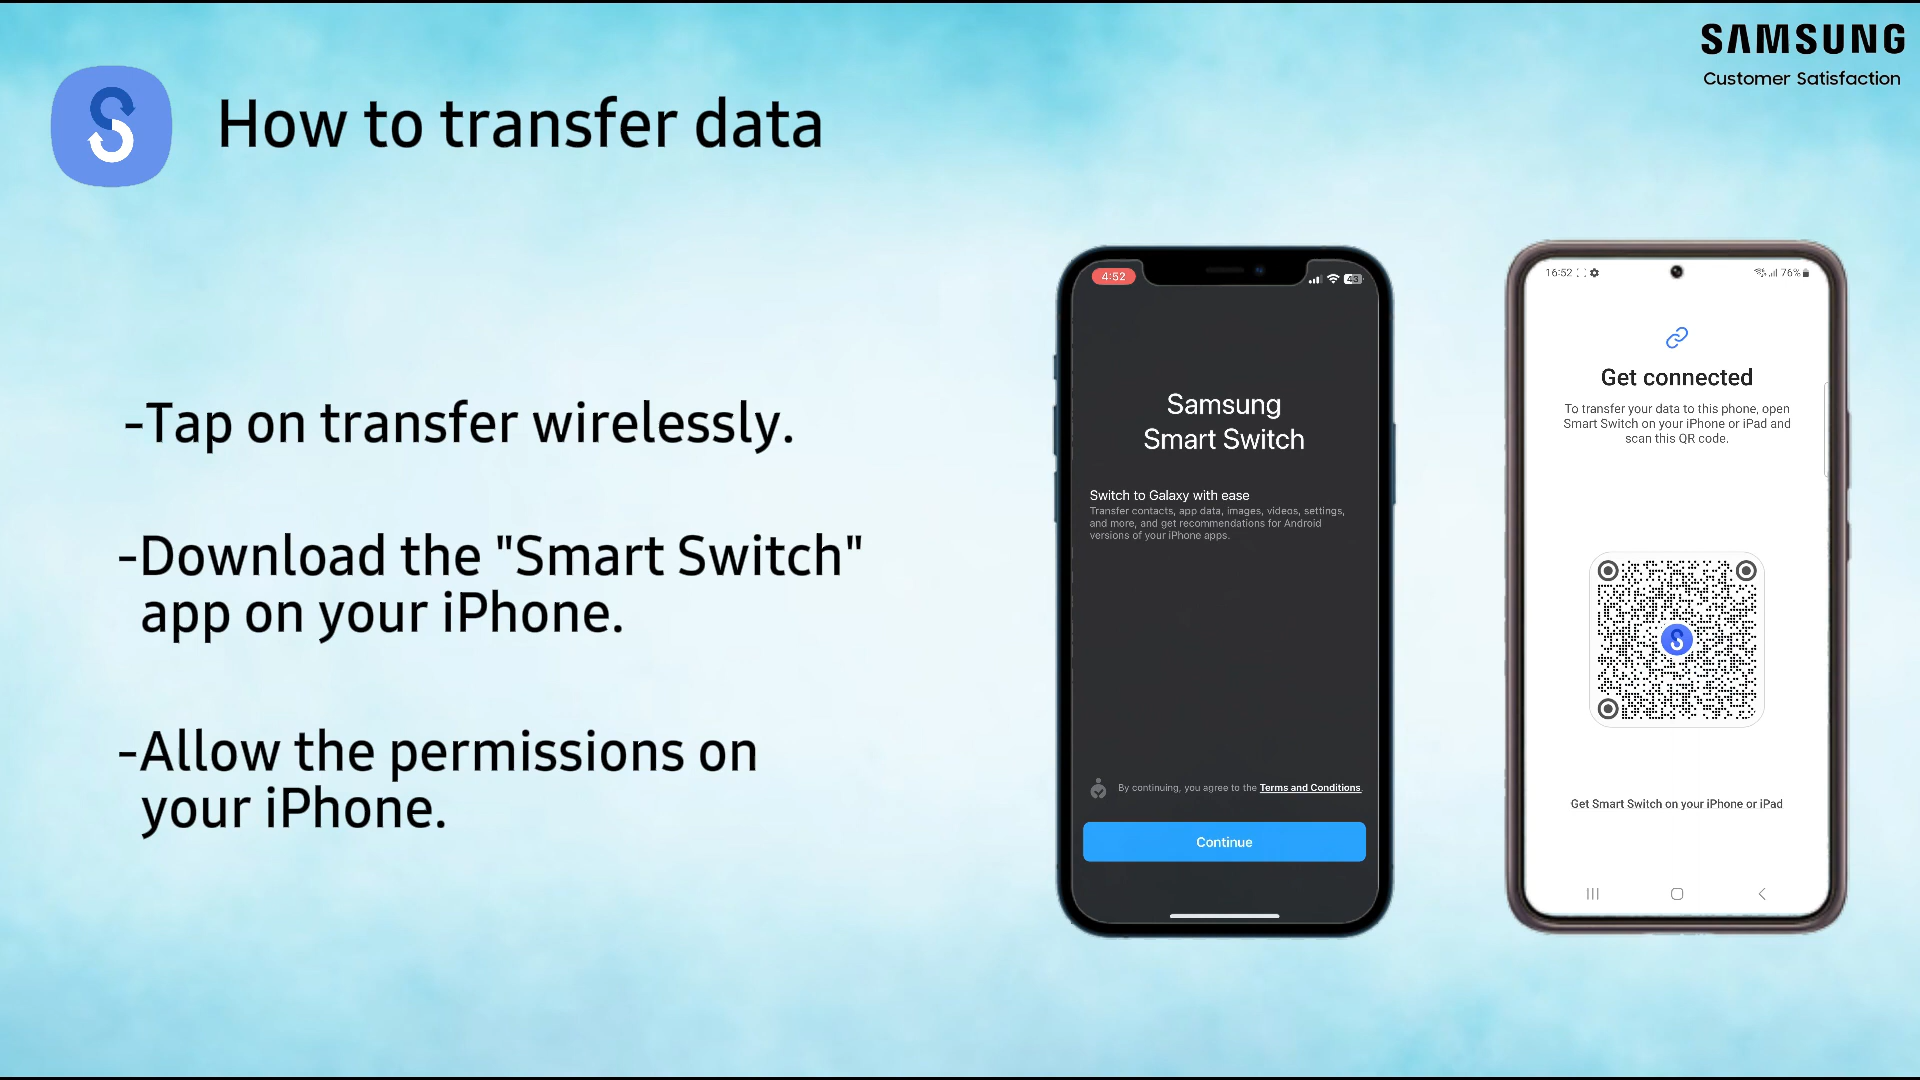 SAMSUNG
Customer Satisfaction
How to transfer data
-Tap on transfer wirelessly.
-Download the "Smart Switch"
app on your iPhone.
-Allow the permissions on
your iPhone.
4:52
Samsung
Smart Switch
Switch to Galaxy with ease
Transfer contacts, app data, images, videos, settings,
and more, and get recommendations for Android
versions of your iPhone apps.
By continuing, you agree to the Terms and Conditions.
Continue
16:52
76%
Get connected
To transfer your data to this phone, open
Smart Switch on your iPhone or iPad and
scan this QR code.
Get Smart Switch on your iPhone or iPad